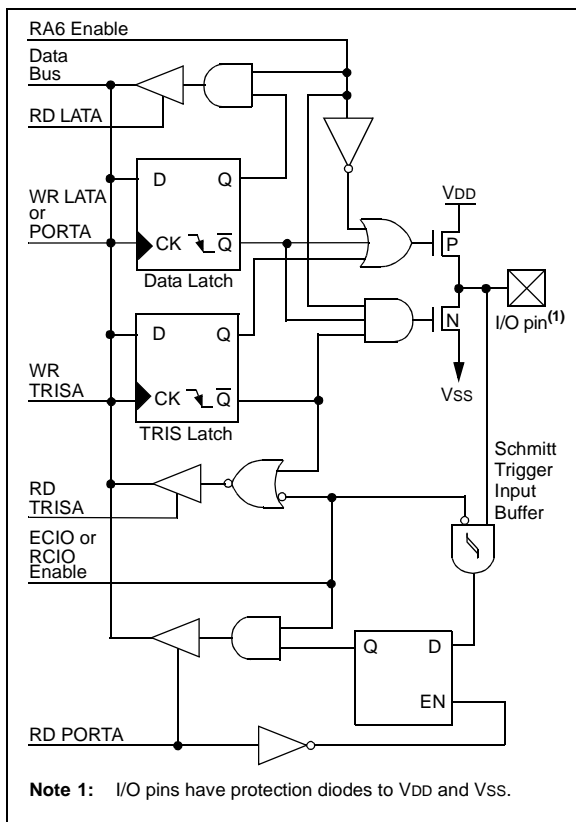 RA6 Enable
Data
Bus
RD LATA
D
Q
WR LATA
or
PORTA
CK
Q
Data Latch
VDD
P
N
I/O pin(1)
VSS
D
Q
WR
TRISA
CK
Q
TRIS Latch
RD
TRISA
Schmitt
Trigger
Input
Buffer
ECIO or
RCIO
Enable
Q
D
EN
RD PORTA
Note 1: I/O pins have protection diodes to VDD and VSS.